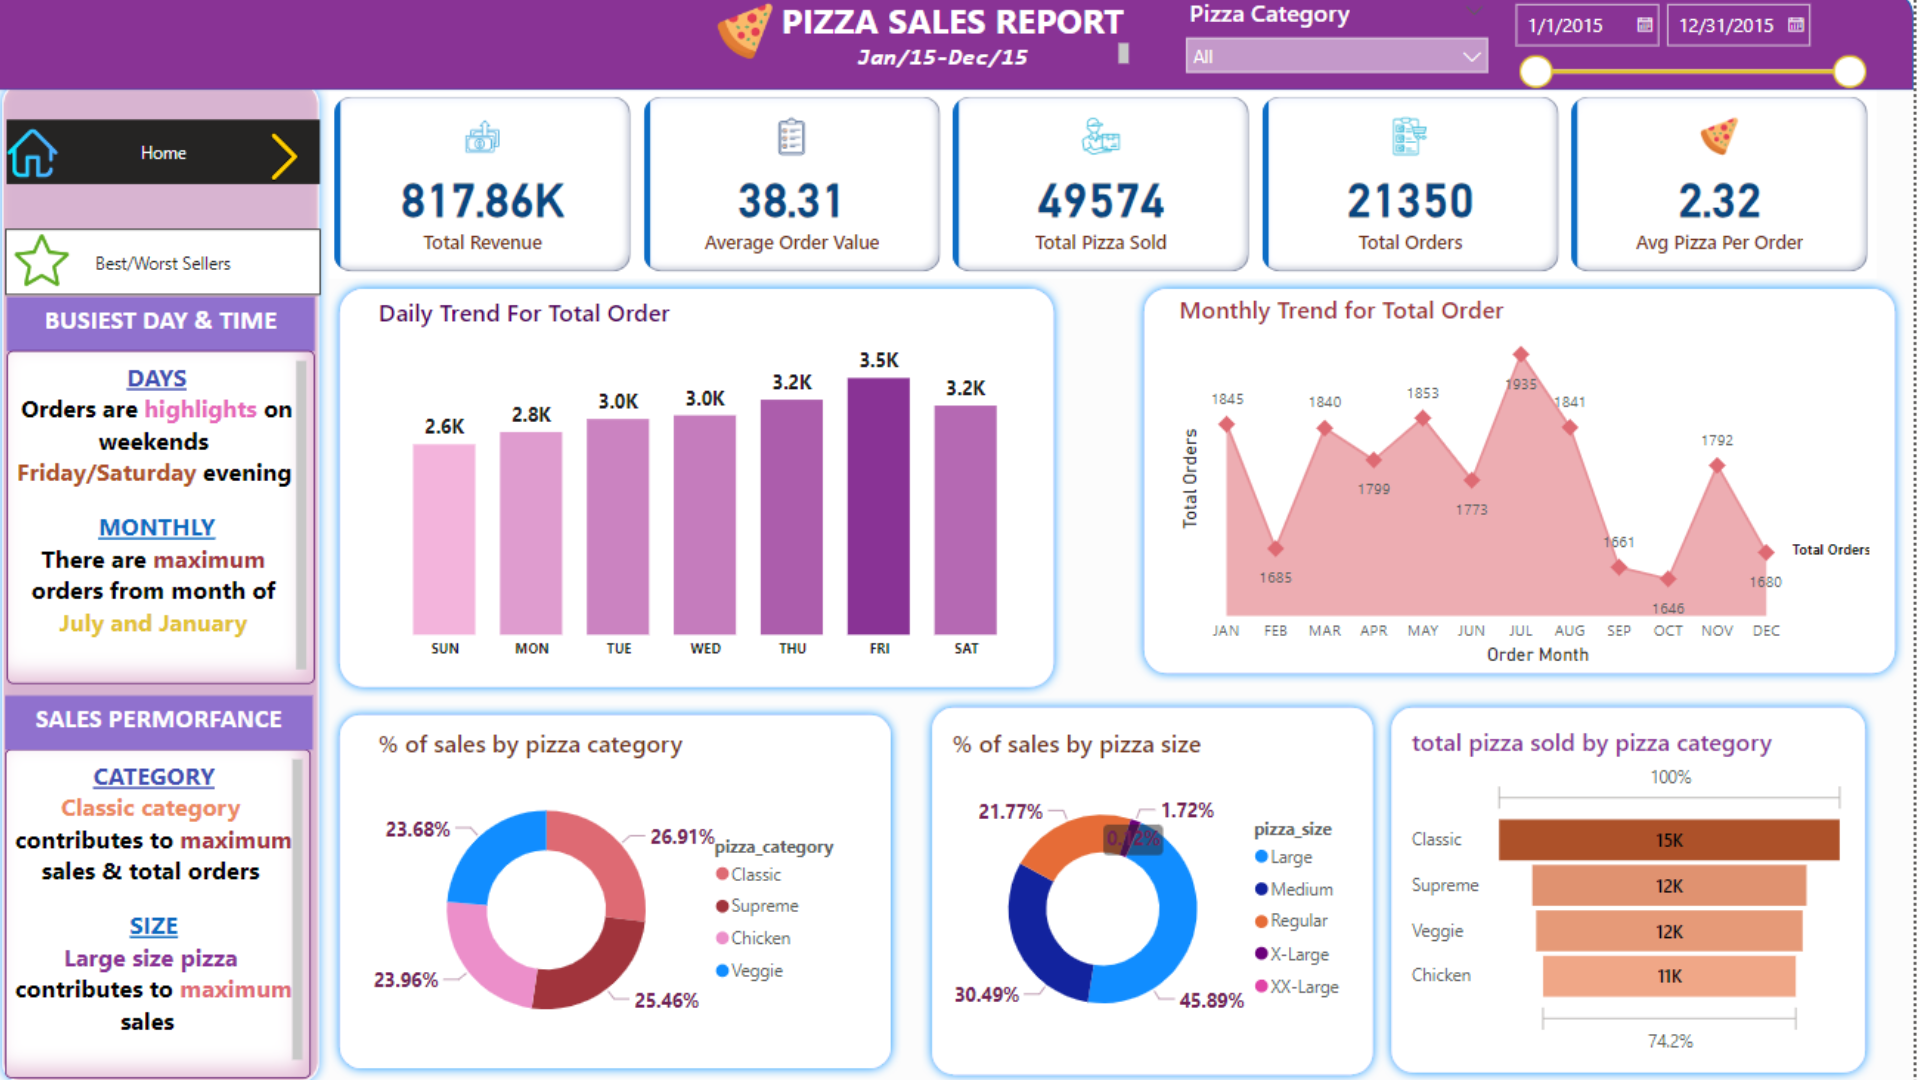 PIZZA SALES REPORT
Jan/15-Dec/15
Pizza Category
All
1/1/2015
12/31/2015
Home
Best/Worst Sellers
BUSIEST DAY & TIME
DAYS
Orders are highlights on
weekends
Friday/Saturday evening
MONTHLY
There are maximum
orders from month of
July and January
SALES PERMORFANCE
CATEGORY
Classic category
contributes to maximum
sales & total orders
SIZE
Large size pizza
contributes to maximum
sales
817.86K
Total Revenue
38.31
Average Order Value
49574
Total Pizza Sold
21350
Total Orders
2.32
Avg Pizza Per Order
Daily Trend For Total Order
2.6K
2.8K
3.0K
3.0K
3.2K
3.5K
3.2K
SUN
MON
TUE
WED
THU
FRI
SAT
Monthly Trend for Total Order
Total Orders
1845
1685
1840
1799
1853
1773
1935
1841
1661
1646
1792
1680
Total Orders
JAN
FEB
MAR
APR
MAY
JUN
JUL
AUG
SEP
OCT
NOV
DEC
Order Month
% of sales by pizza category
23.68%
26.91%
23.96%
25.46%
pizza_category
Classic
Supreme
Chicken
Veggie
% of sales by pizza size
21.77%
1.72%
0.12%
30.49%
45.89%
pizza_size
Large
Medium
Regular
X-Large
XX-Large
total pizza sold by pizza category
100%
Classic
15K
Supreme
12K
Veggie
12K
Chicken
11K
74.2%